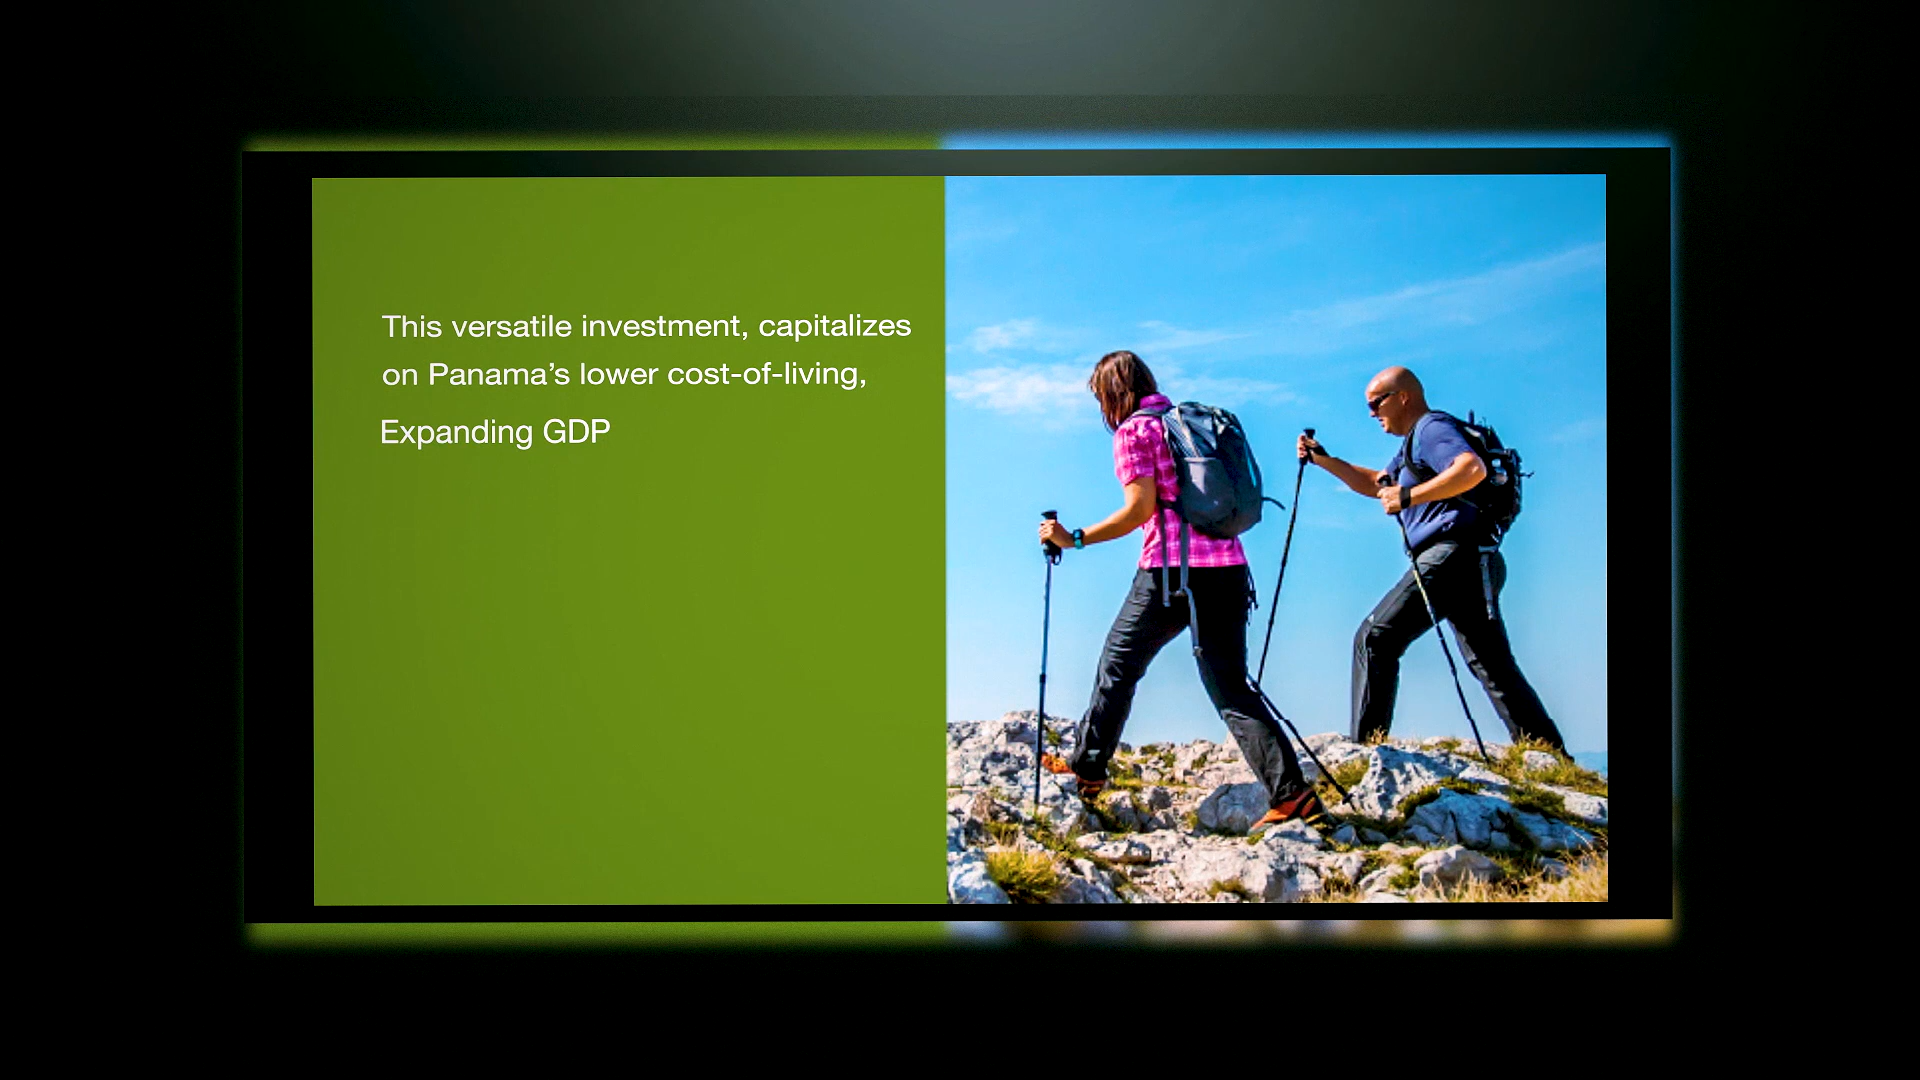 This versatile investment, capitalizes
on Panama’s lower cost-of-living,
Expanding GDP